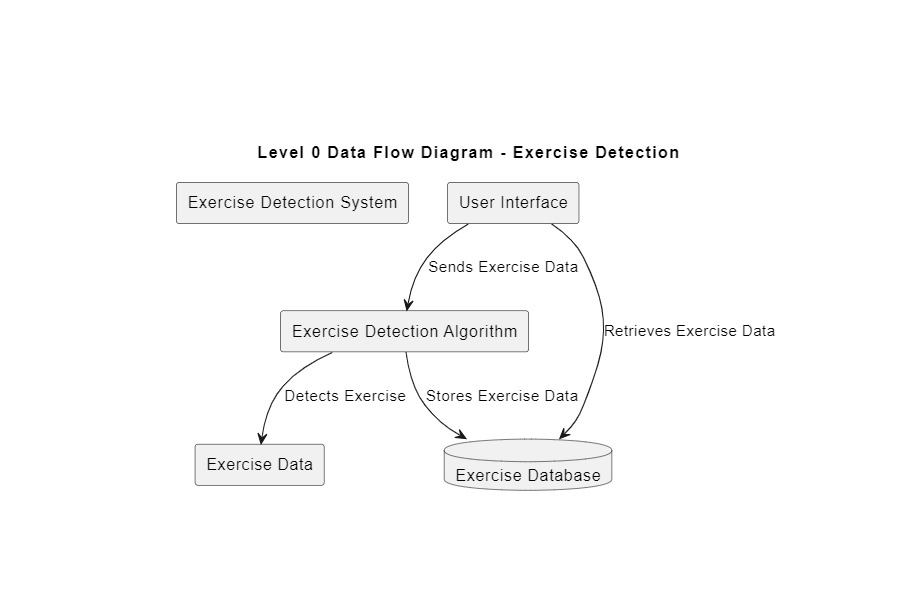 Level 0 Data Flow Diagram - Exercise Detection
Exercise Detection System
User Interface
Sends Exercise Data
Exercise Detection Algorithm
Retrieves Exercise Data
Detects Exercise
Stores Exercise Data
Exercise Data
Exercise Database